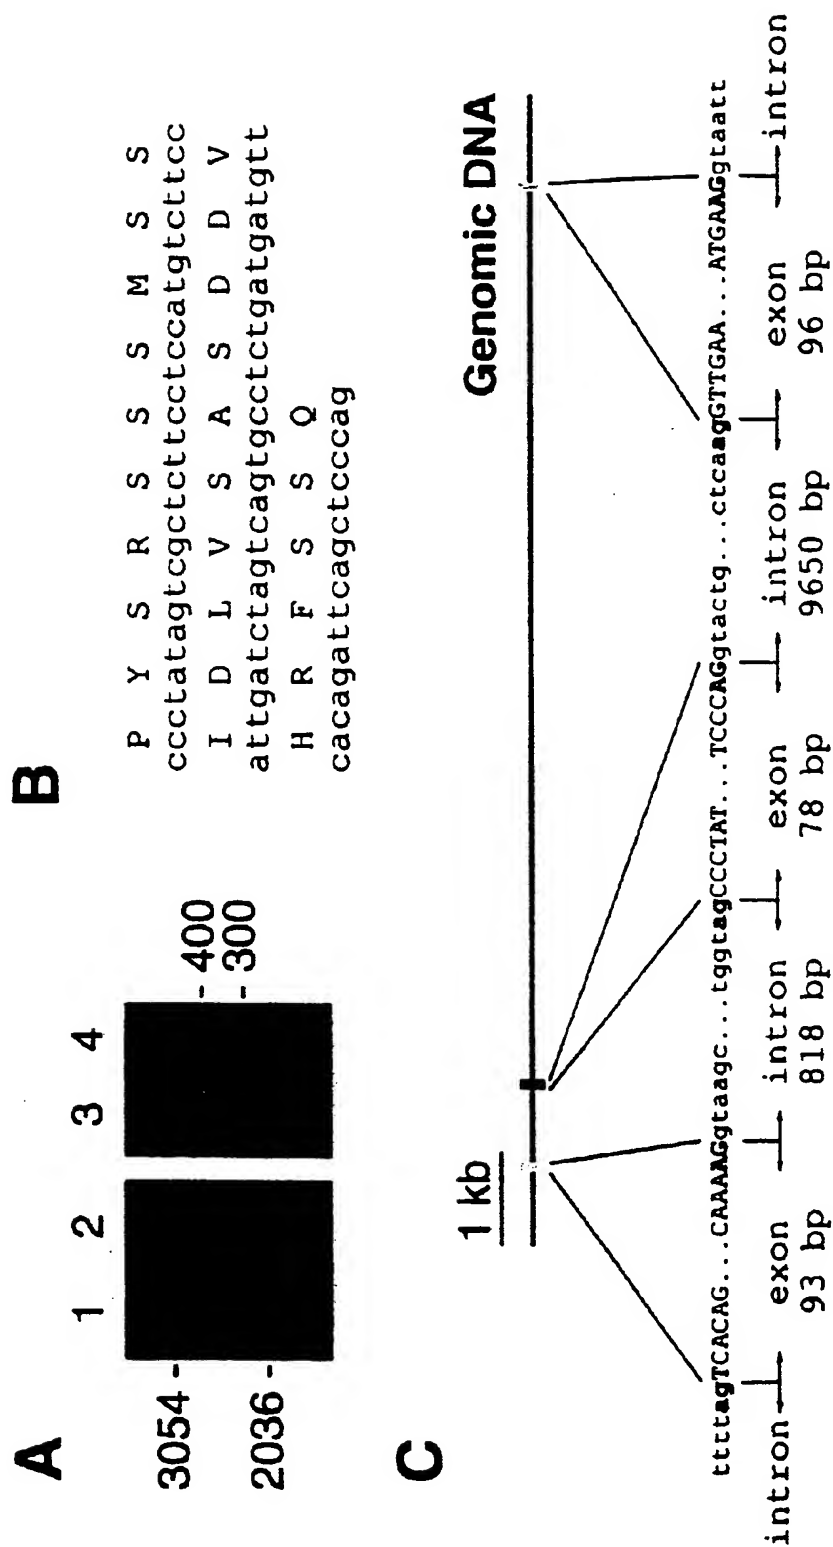 A
1 2 3 4
3054 -
2036 -
- 400
- 300
B
P Y S R S S S M S S
ccctatagtcgctcttcctccatgtcttcc
I D L V S A S D D V
attgatctagtcagtgcctctgatgatgtt
H R F S S Q
cacagattcagctcccag
C
1 kb
Genomic DNA
ttttagTCACAG...CAAAAGgtaagc...tggtagCCCTAT...TCCCAGgtactg...ctcaagGTTGAA...ATGAAGgtaatt
intron exon intron exon intron exon intron
93 bp 818 bp 78 bp 9650 bp 96 bp